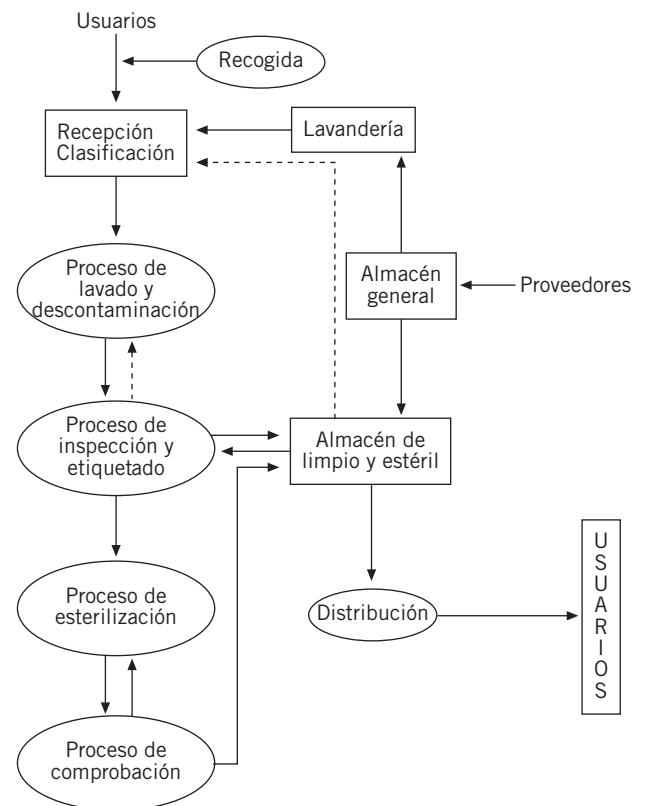 Usuarios
Recogida
Recepción
Clasificación
Lavandería
Proceso de
lavado y
descontaminación
Almacén
general
Proveedores
Proceso de
inspección y
etiquetado
Almacén de
limpio y estéril
Proceso de
esterilización
Distribución
U
S
U
A
R
I
O
S
Proceso de
comprobación